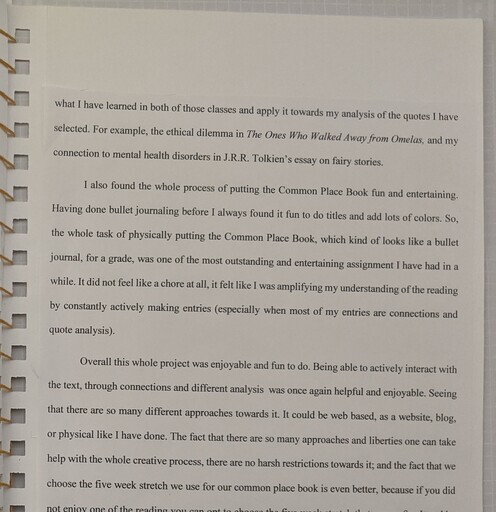 what I have learned in both of those classes and apply it towards my analysis of the quotes I have
selected. For example, the ethical dilemma in The Ones Who Walked Away from Omelas, and my
connection to mental health disorders in J.R.R. Tolkien's essay on fairy stories.
I also found the whole process of putting the Common Place Book fun and entertaining.
Having done bullet journaling before I always found it fun to do titles and add lots of colors. So,
the whole task of physically putting the Common Place Book, which kind of looks like a bullet
journal, for a grade, was one of the most outstanding and entertaining assignment I have had in a
while. It did not feel like a chore at all, it felt like I was amplifying my understanding of the reading
by constantly actively making entries (especially when most of my entries are connections and
quote analysis).
Overall this whole project was enjoyable and fun to do. Being able to actively interact with
the text, through connections and different analysis was once again helpful and enjoyable. Seeing
that there are so many different approaches towards it. It could be web based, as a website, blog,
or physical like I have done. The fact that there are so many approaches and liberties one can take
help with the whole creative process, there are no harsh restrictions towards it; and the fact that we
choose the five week stretch we use for our common place book is even better, because if you did
not enjoy one of the reading you can opt to